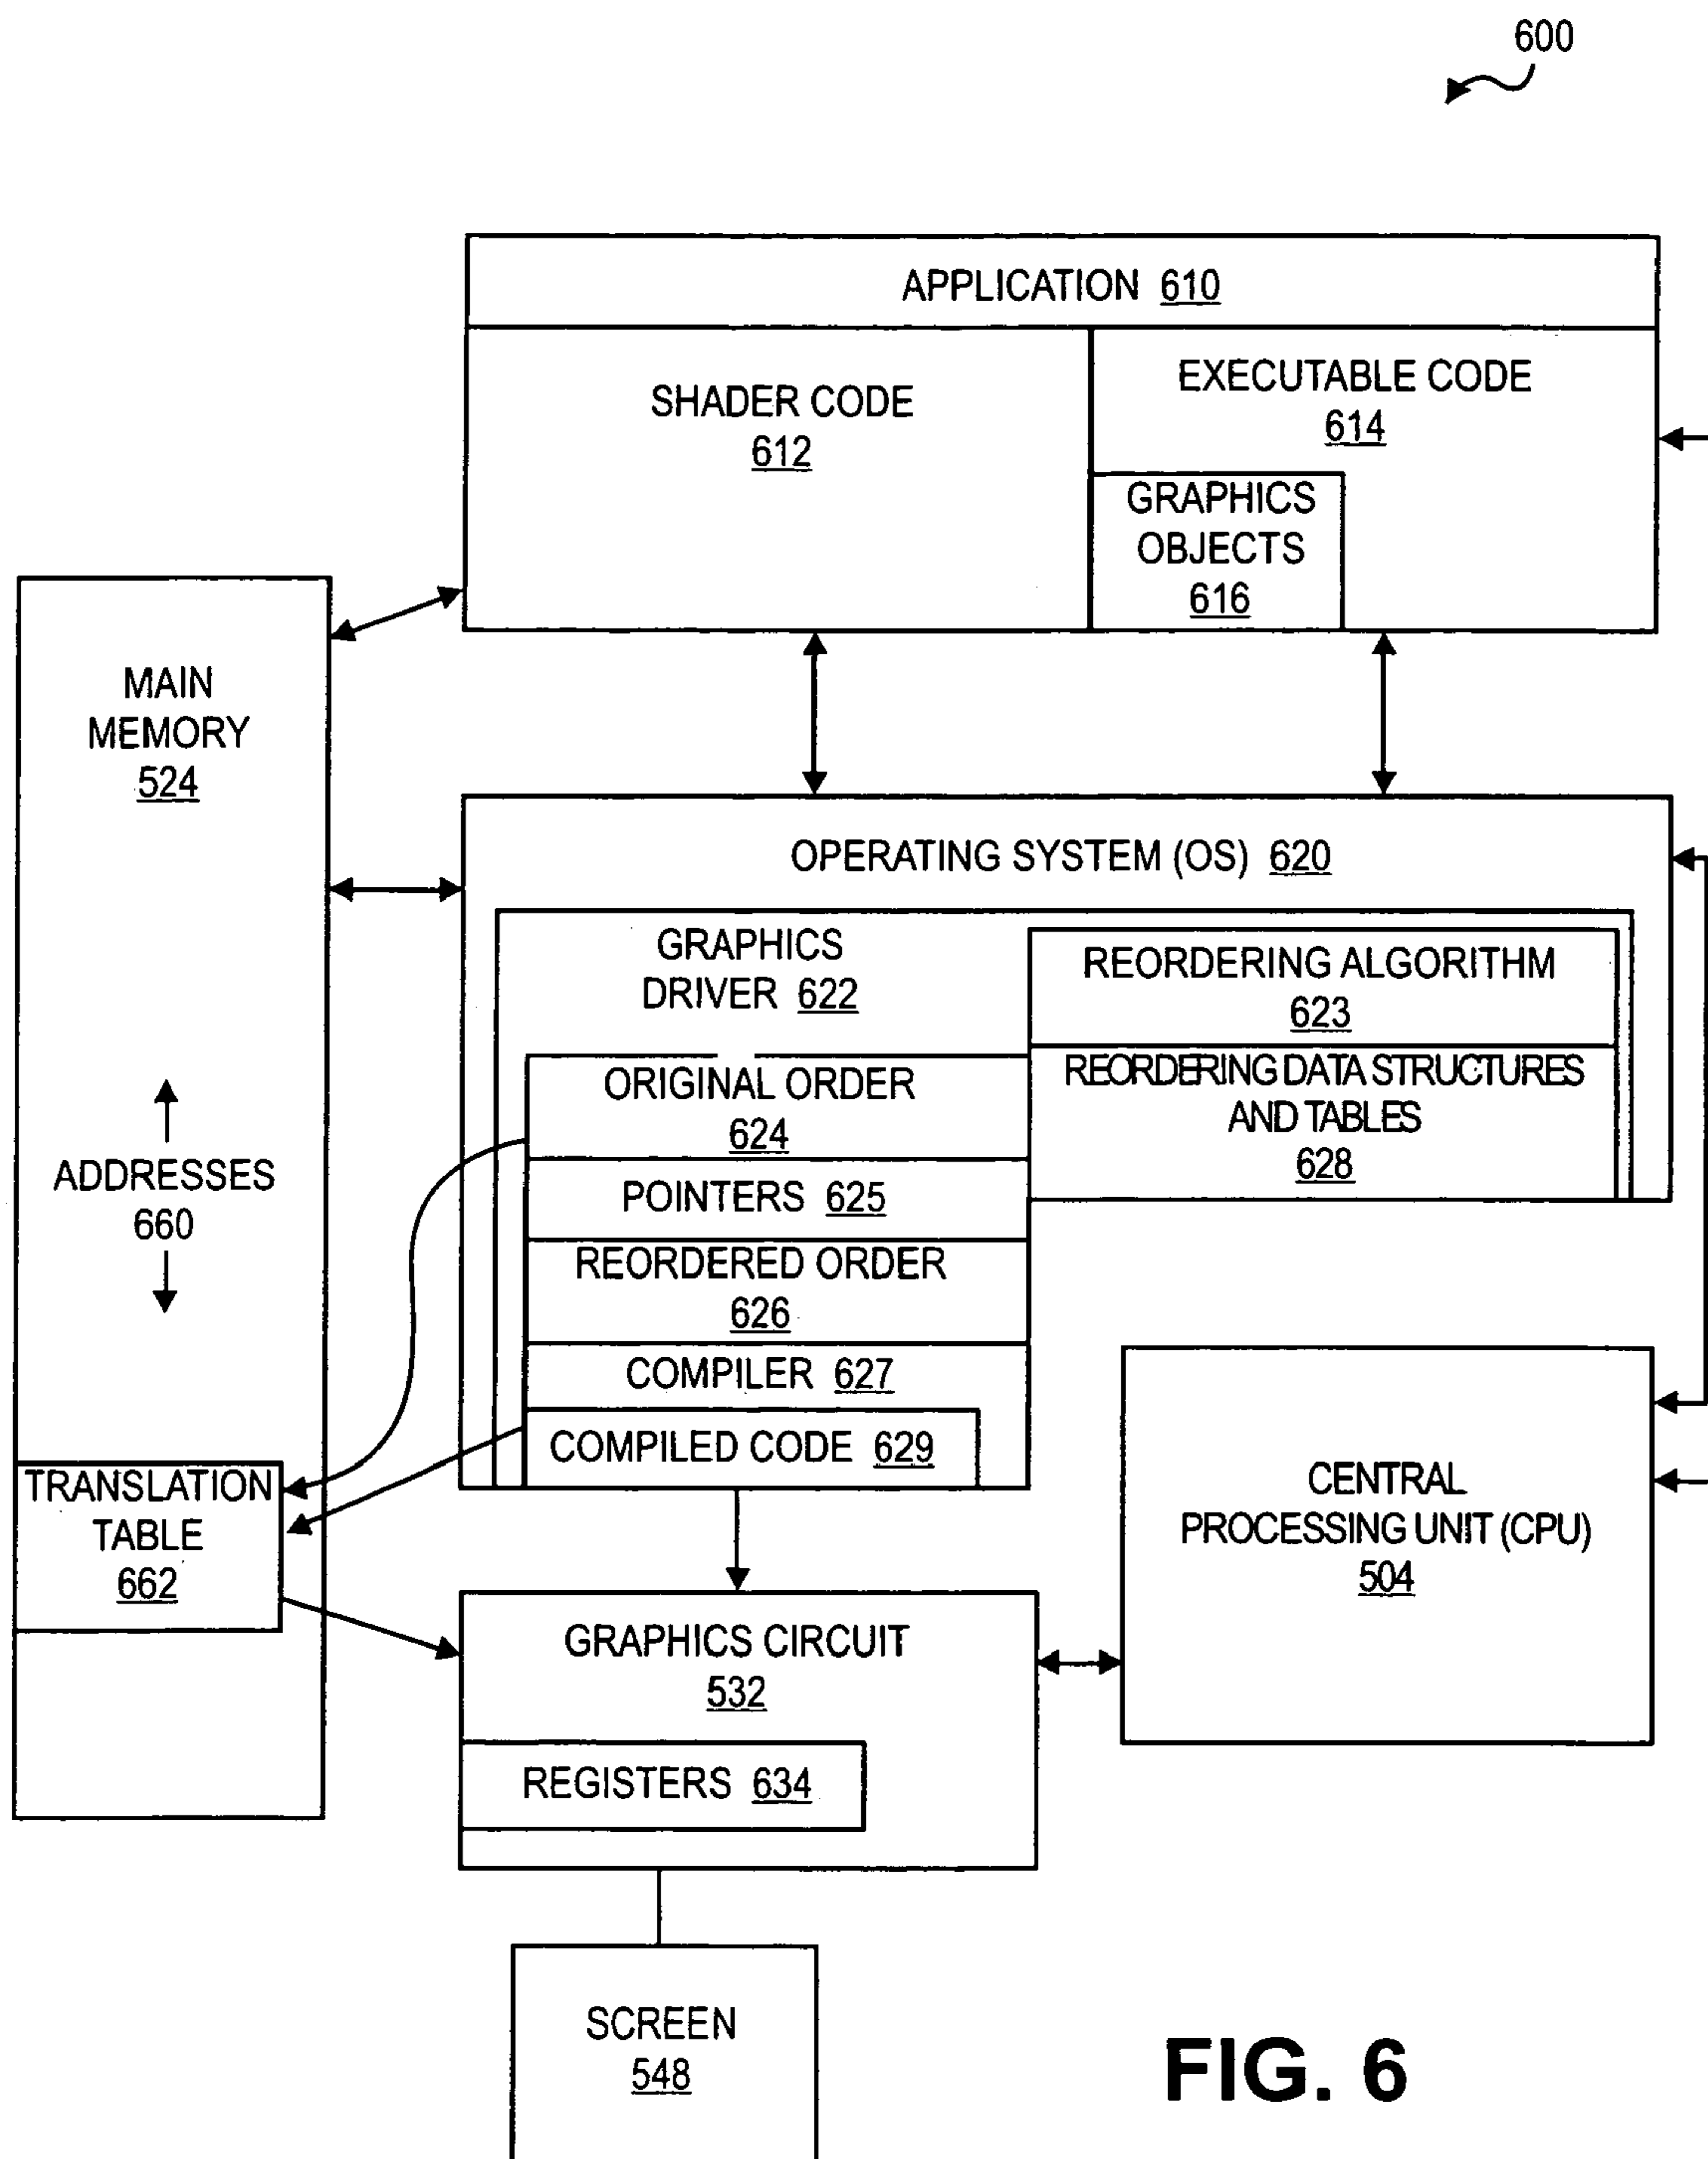 600
APPLICATION 610
SHADER CODE
612
EXECUTABLE CODE
614
GRAPHICS
OBJECTS
616
MAIN
MEMORY
524
ADDRESSES
660
TRANSLATION
TABLE
662
OPERATING SYSTEM (OS) 620
GRAPHICS
DRIVER 622
REORDERING ALGORITHM
623
REORDERING DATA STRUCTURES
AND TABLES
628
ORIGINAL ORDER
624
POINTERS 625
REORDERED ORDER
626
COMPILER 627
COMPILED CODE 629
CENTRAL
PROCESSING UNIT (CPU)
504
GRAPHICS CIRCUIT
532
REGISTERS 634
SCREEN
548
FIG. 6